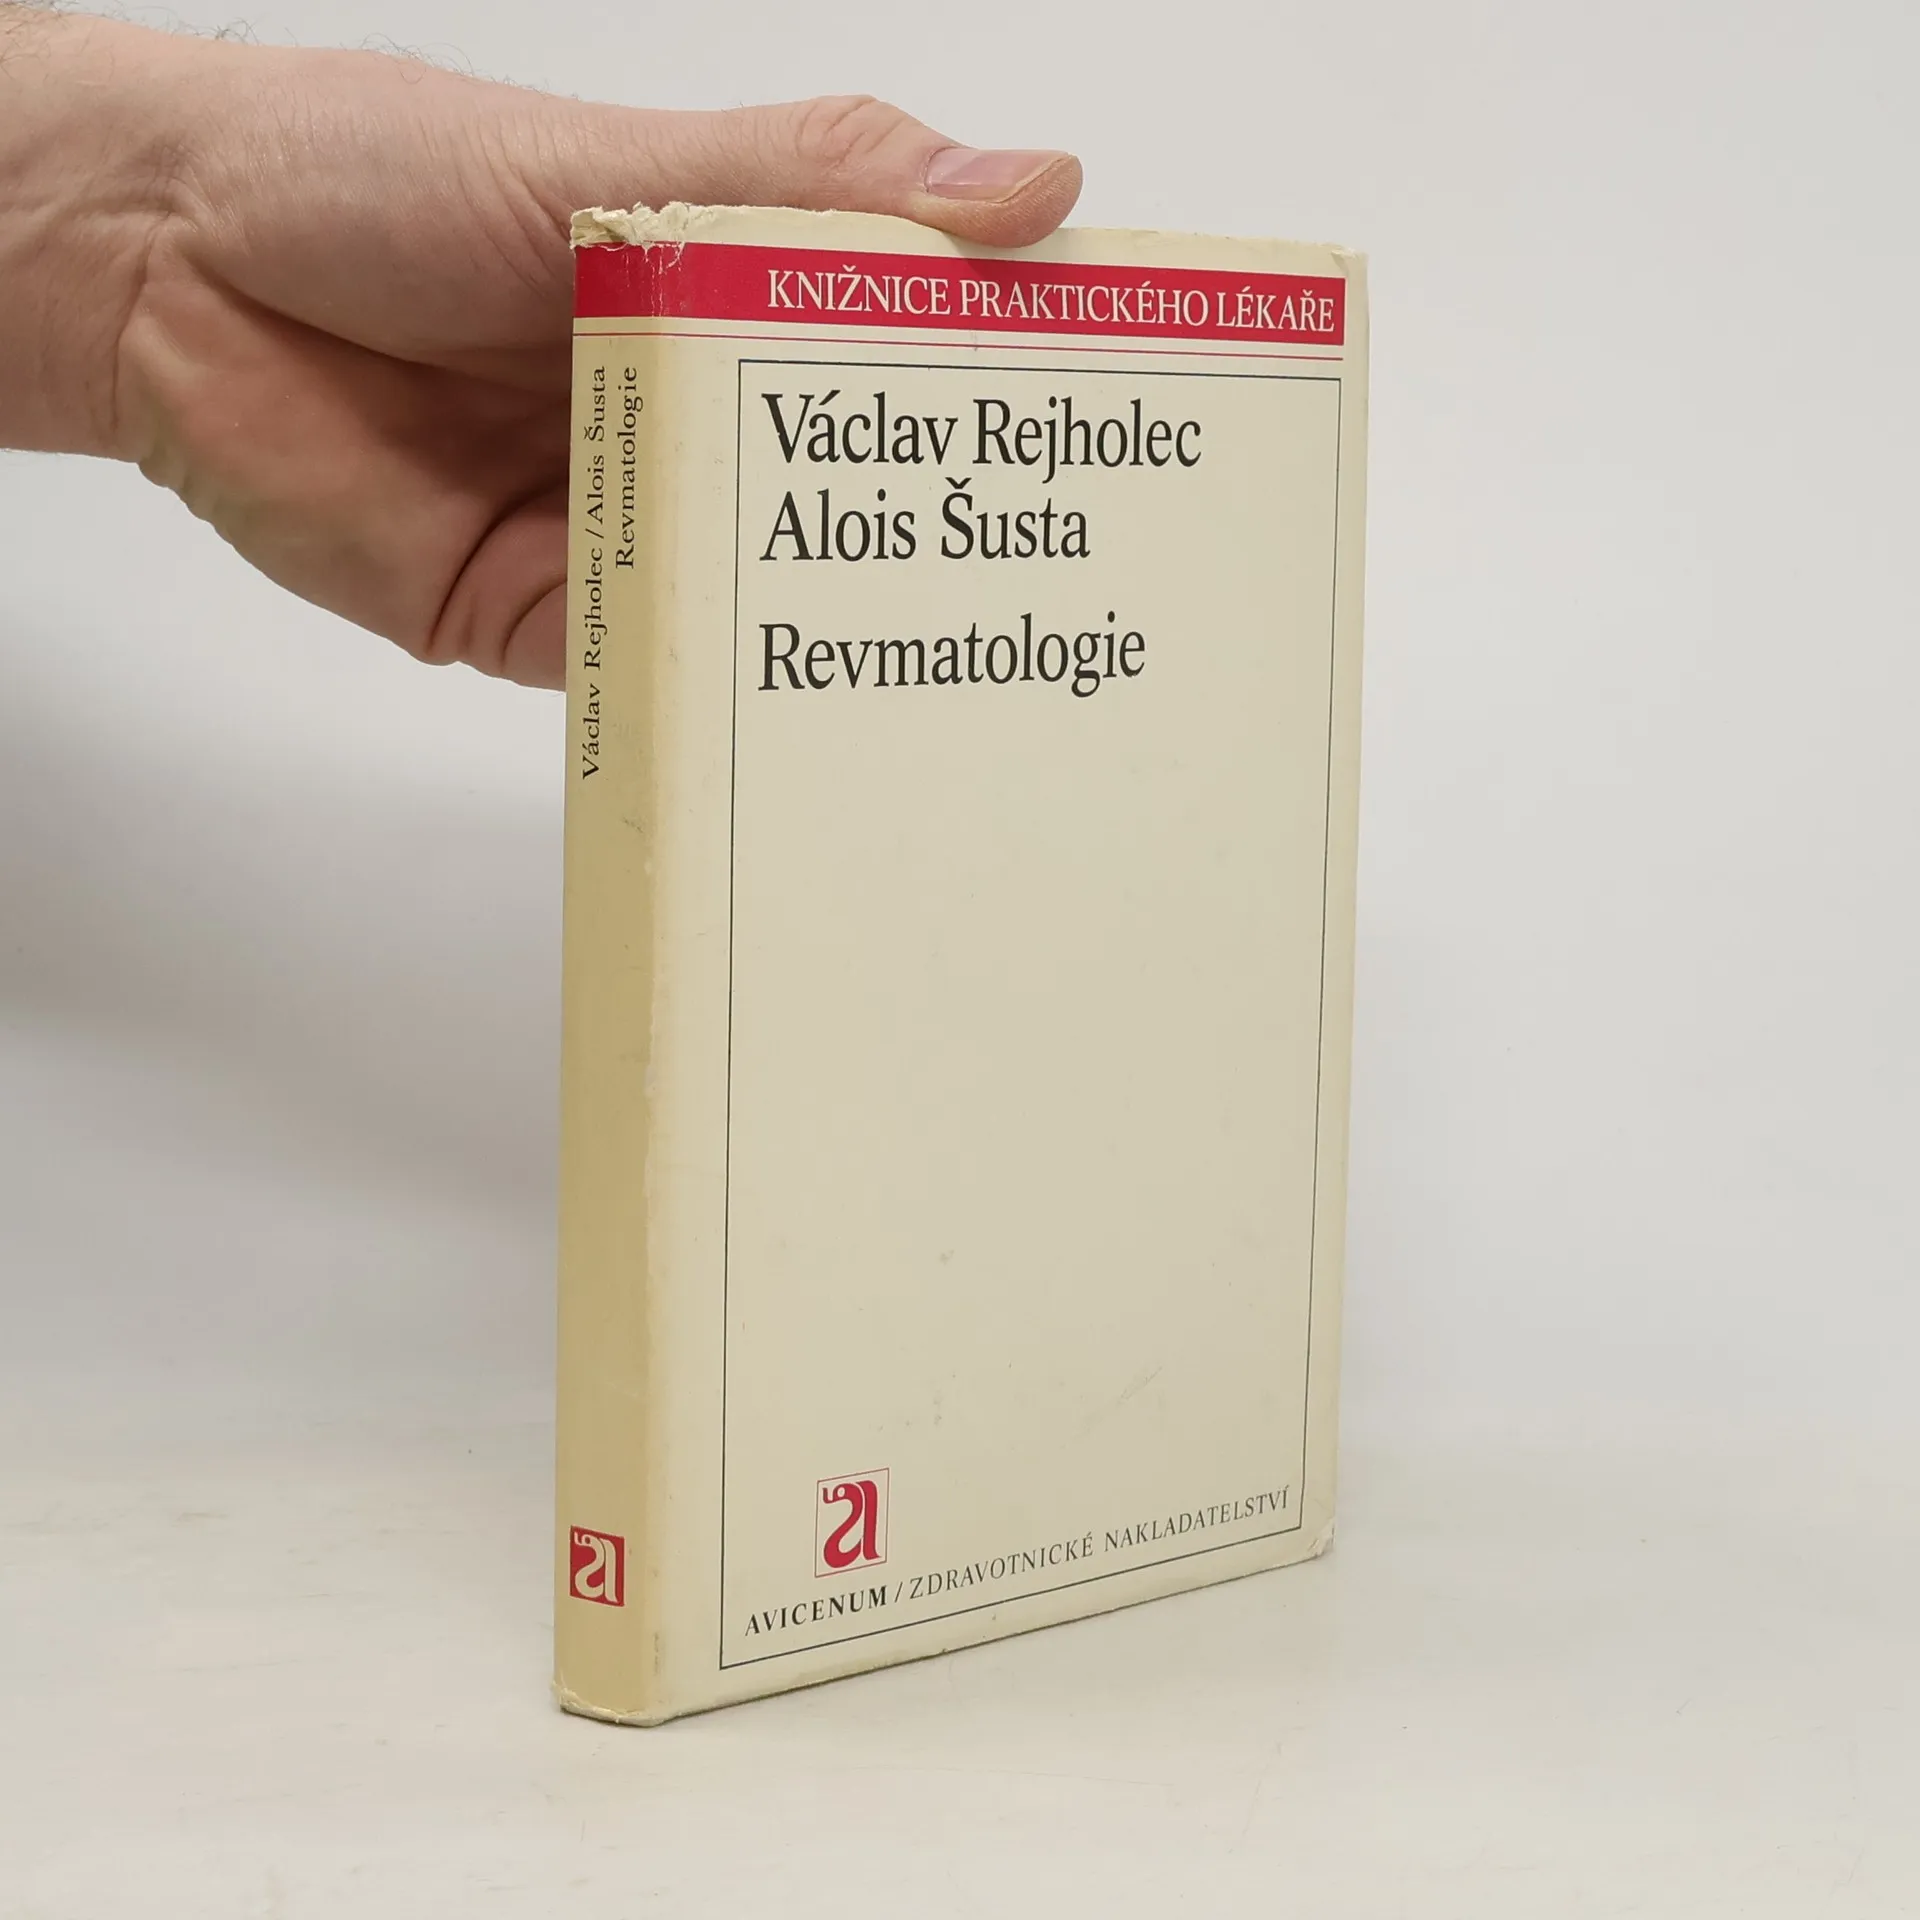 KNIŽNICE PRAKTICKÉHO LÉKAŘE
Václav Rejholec
Alois Šusta
Revmatologie
AVICENUM / ZDRAVOTNICKÉ NAKLADATELSTVÍ
Václav Rejholec / Alois Šusta
Revmatologie